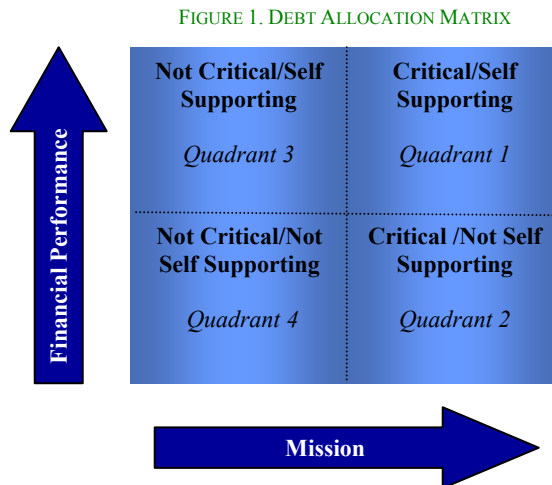 FIGURE 1. DEBT ALLOCATION MATRIX
Financial Performance
Not Critical/Self
Supporting
Quadrant 3
Critical/Self
Supporting
Quadrant 1
Not Critical/Not
Self Supporting
Quadrant 4
Critical /Not Self
Supporting
Quadrant 2
Mission